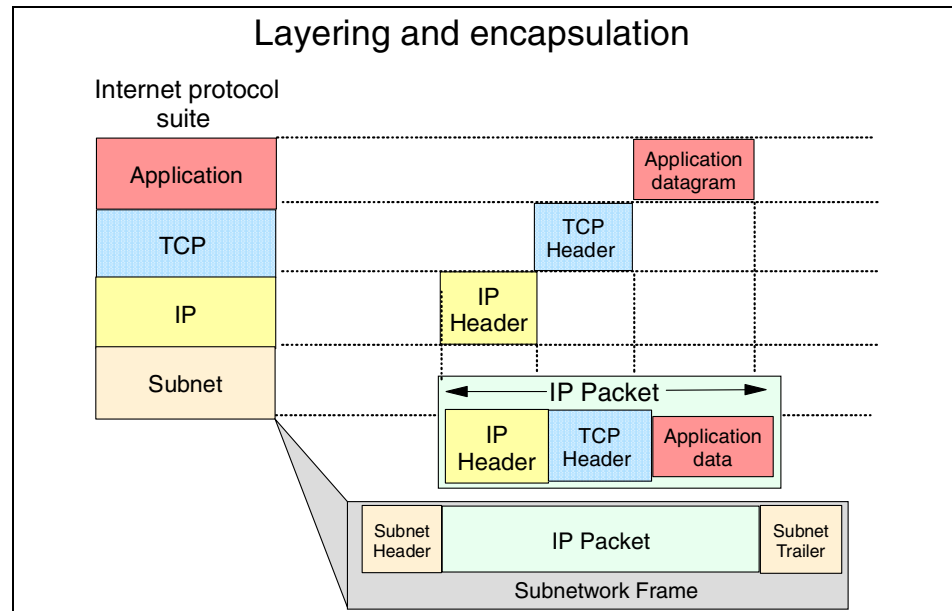 Layering and encapsulation
Internet protocol
suite
Application
TCP
IP
Subnet
Application
datagram
TCP
Header
IP
Header
IP Packet
IP
Header
TCP
Header
Application
data
Subnet
Header
IP Packet
Subnet
Trailer
Subnetwork Frame